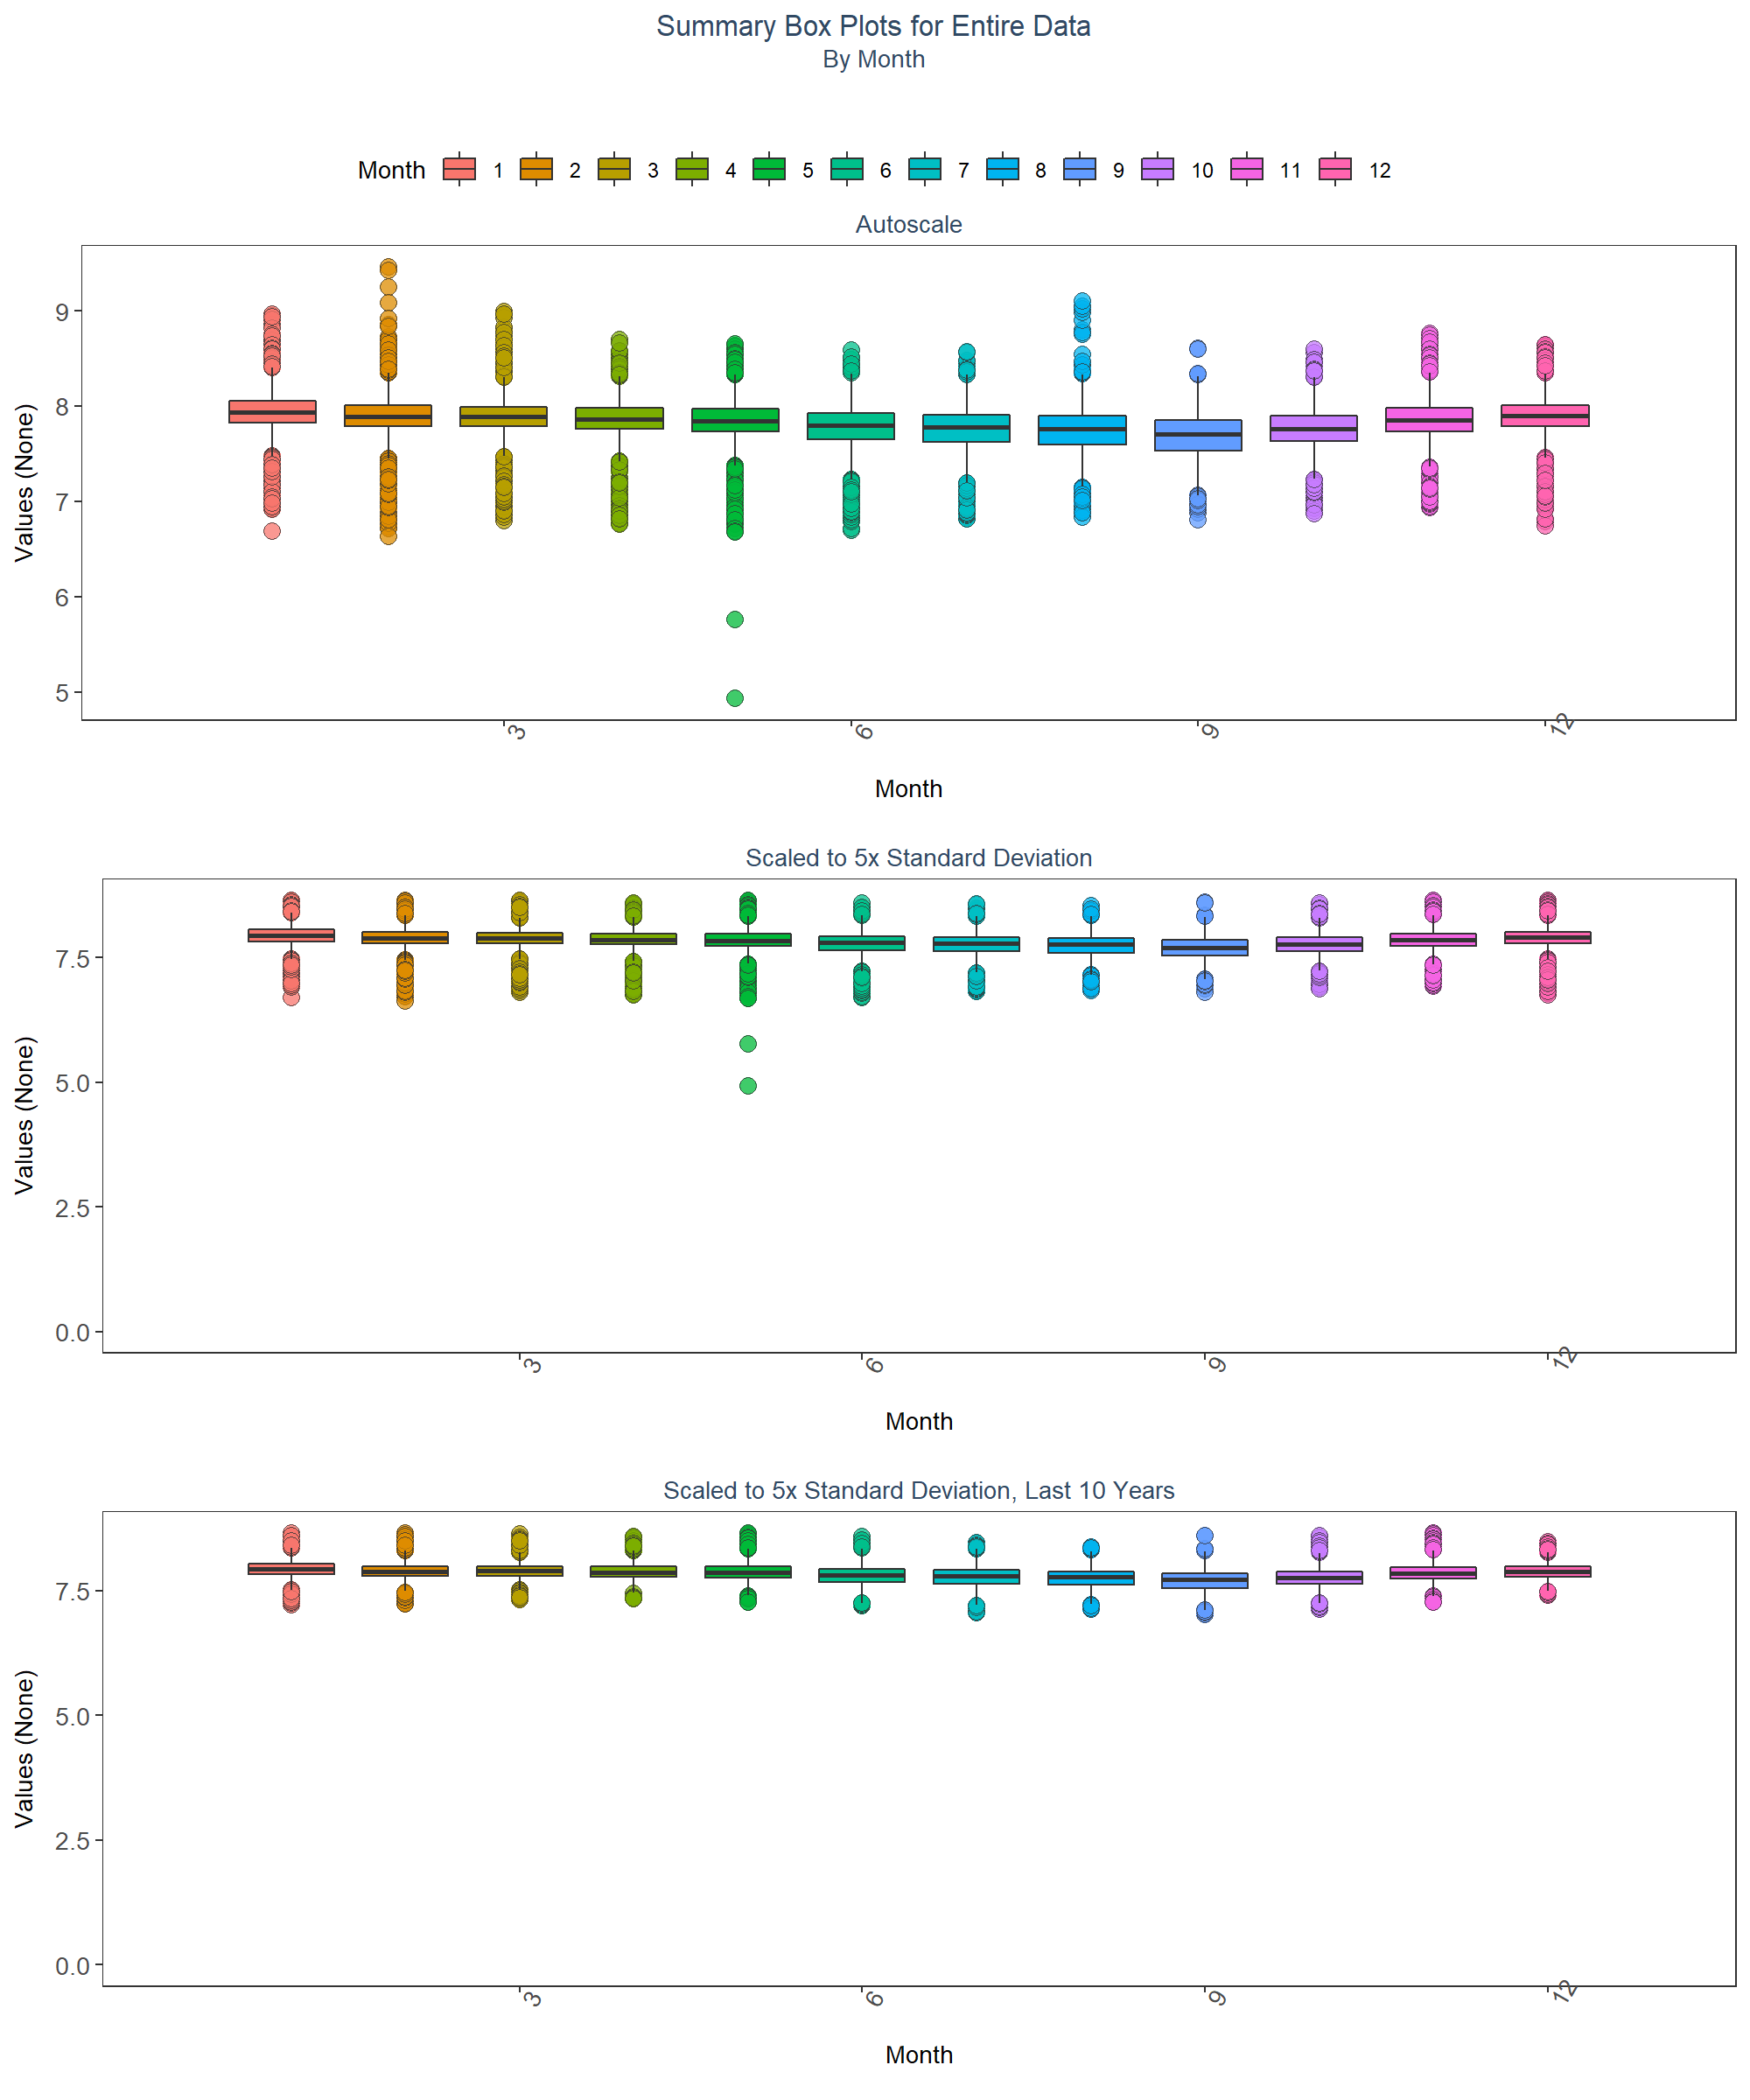 Summary Box Plots for Entire Data
By Month
Month 1 2 3 4 5 6 7 8 9 10 11 12
Autoscale
Values (None)
9
8
7
6
5
3 6 9 12
Month
Scaled to 5x Standard Deviation
Values (None)
7.5
5.0
2.5
0.0
3 6 9 12
Month
Scaled to 5x Standard Deviation, Last 10 Years
Values (None)
7.5
5.0
2.5
0.0
3 6 9 12
Month